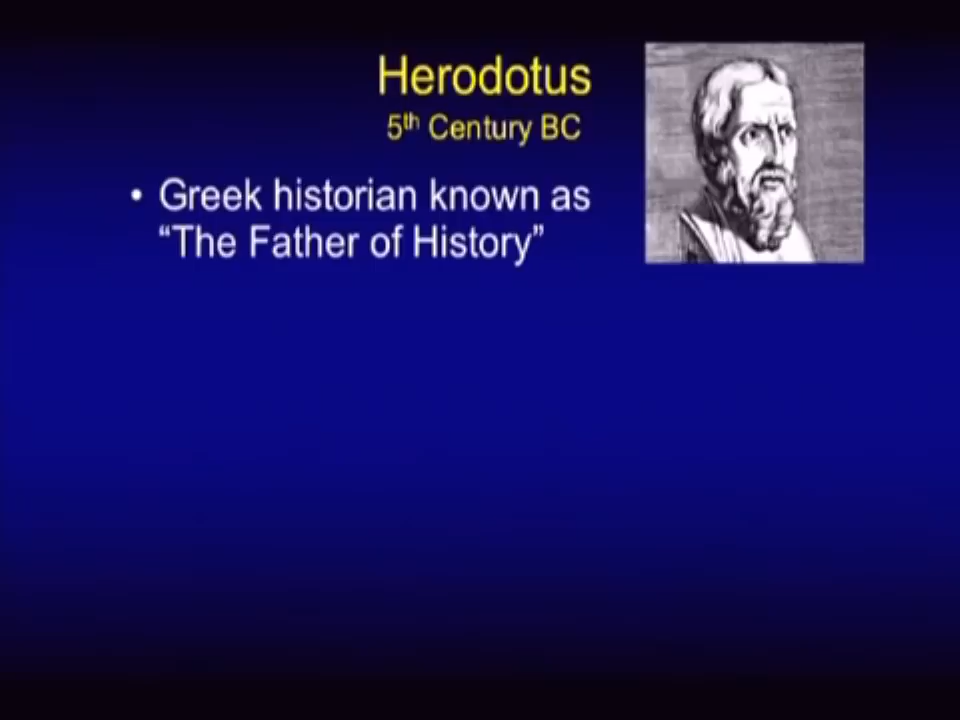 Herodotus
5th Century BC
• Greek historian known as
“The Father of History”